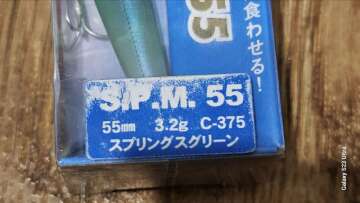 55
食わせる!
S.P.M. 55
55mm 3.2g C-375
スプリングスグリーン
Galaxy S23 Ultra